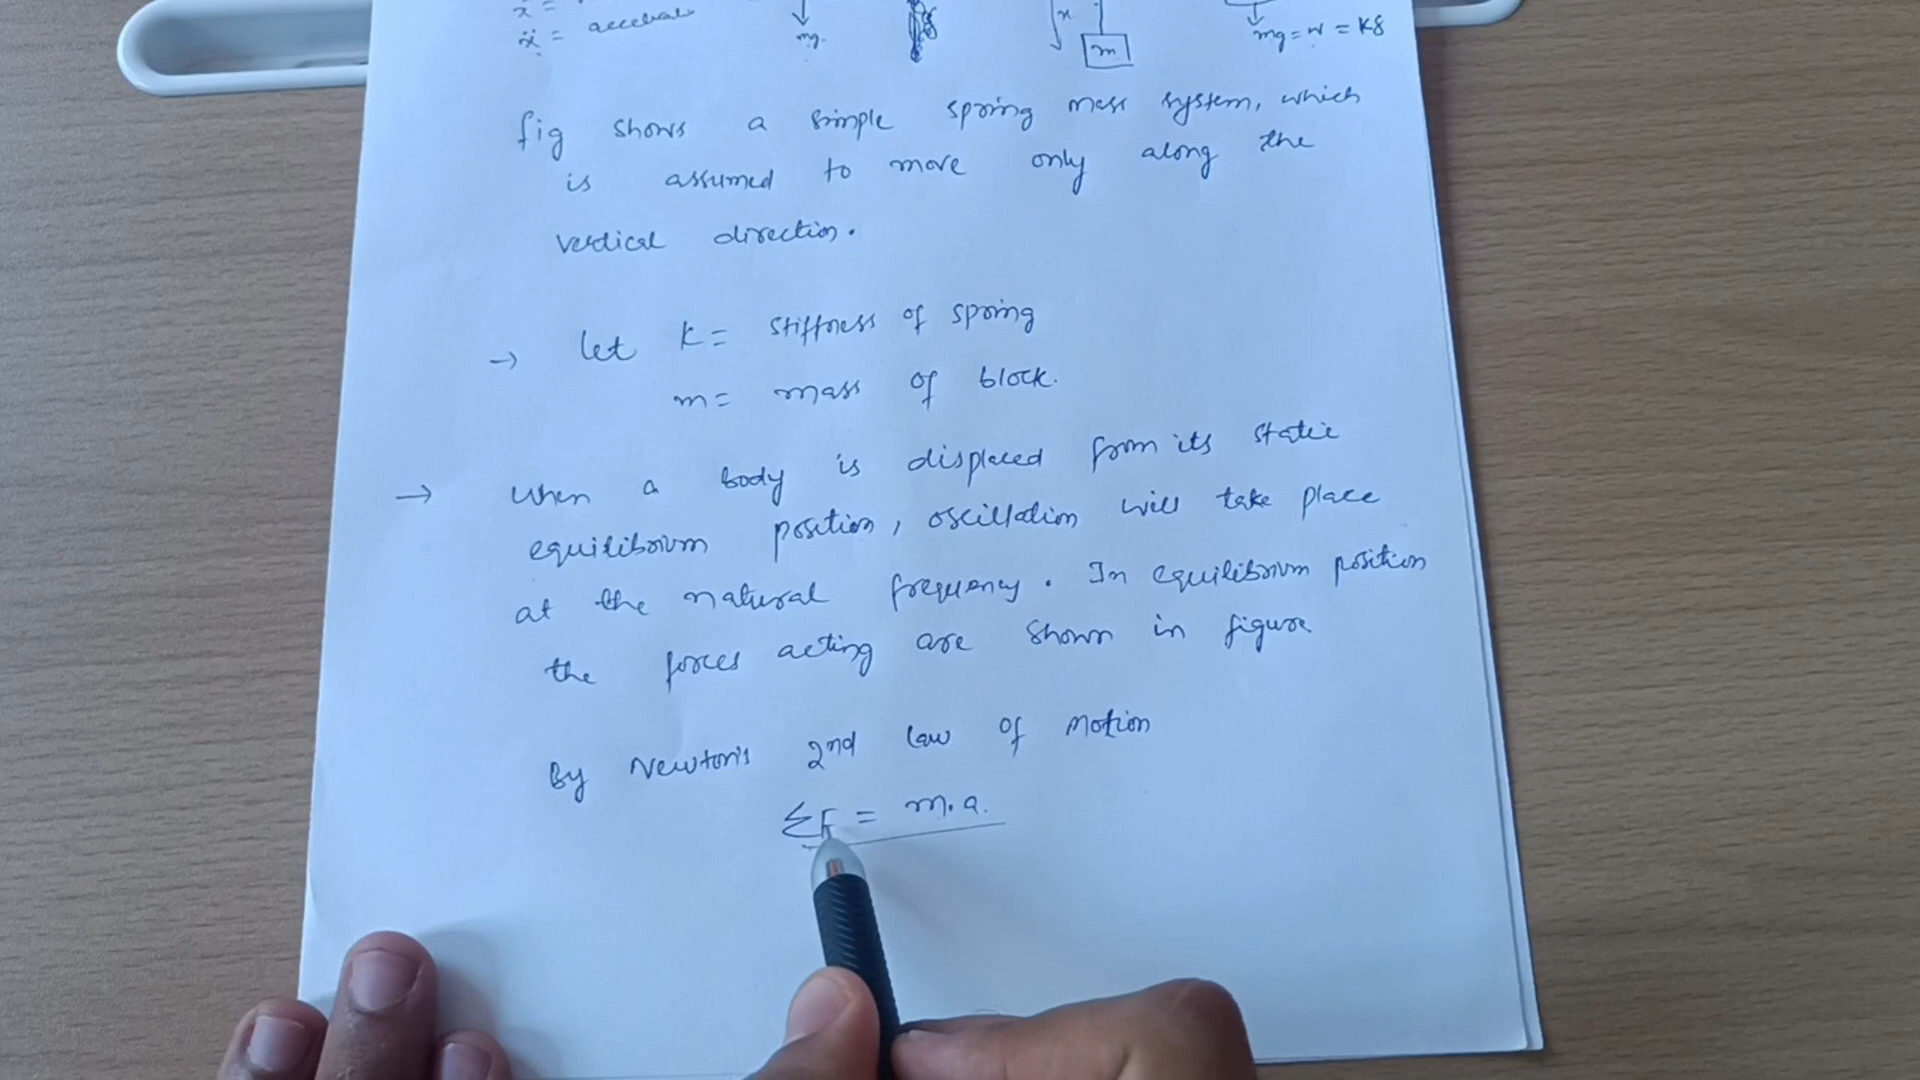 ẋ =
ẍ = accelerat
mg.
x
m
mg = w = kδ
fig shows a simple spring mass system, which
is assumed to move only along the
vertical direction.
→ let k = stiffness of spring
m = mass of block.
→ when a body is displaced from its static
equilibrium position, oscillation will take place
at the natural frequency. In equilibrium position
the forces acting are shown in figure
By Newton's 2nd law of Motion
ΣF = m.a.